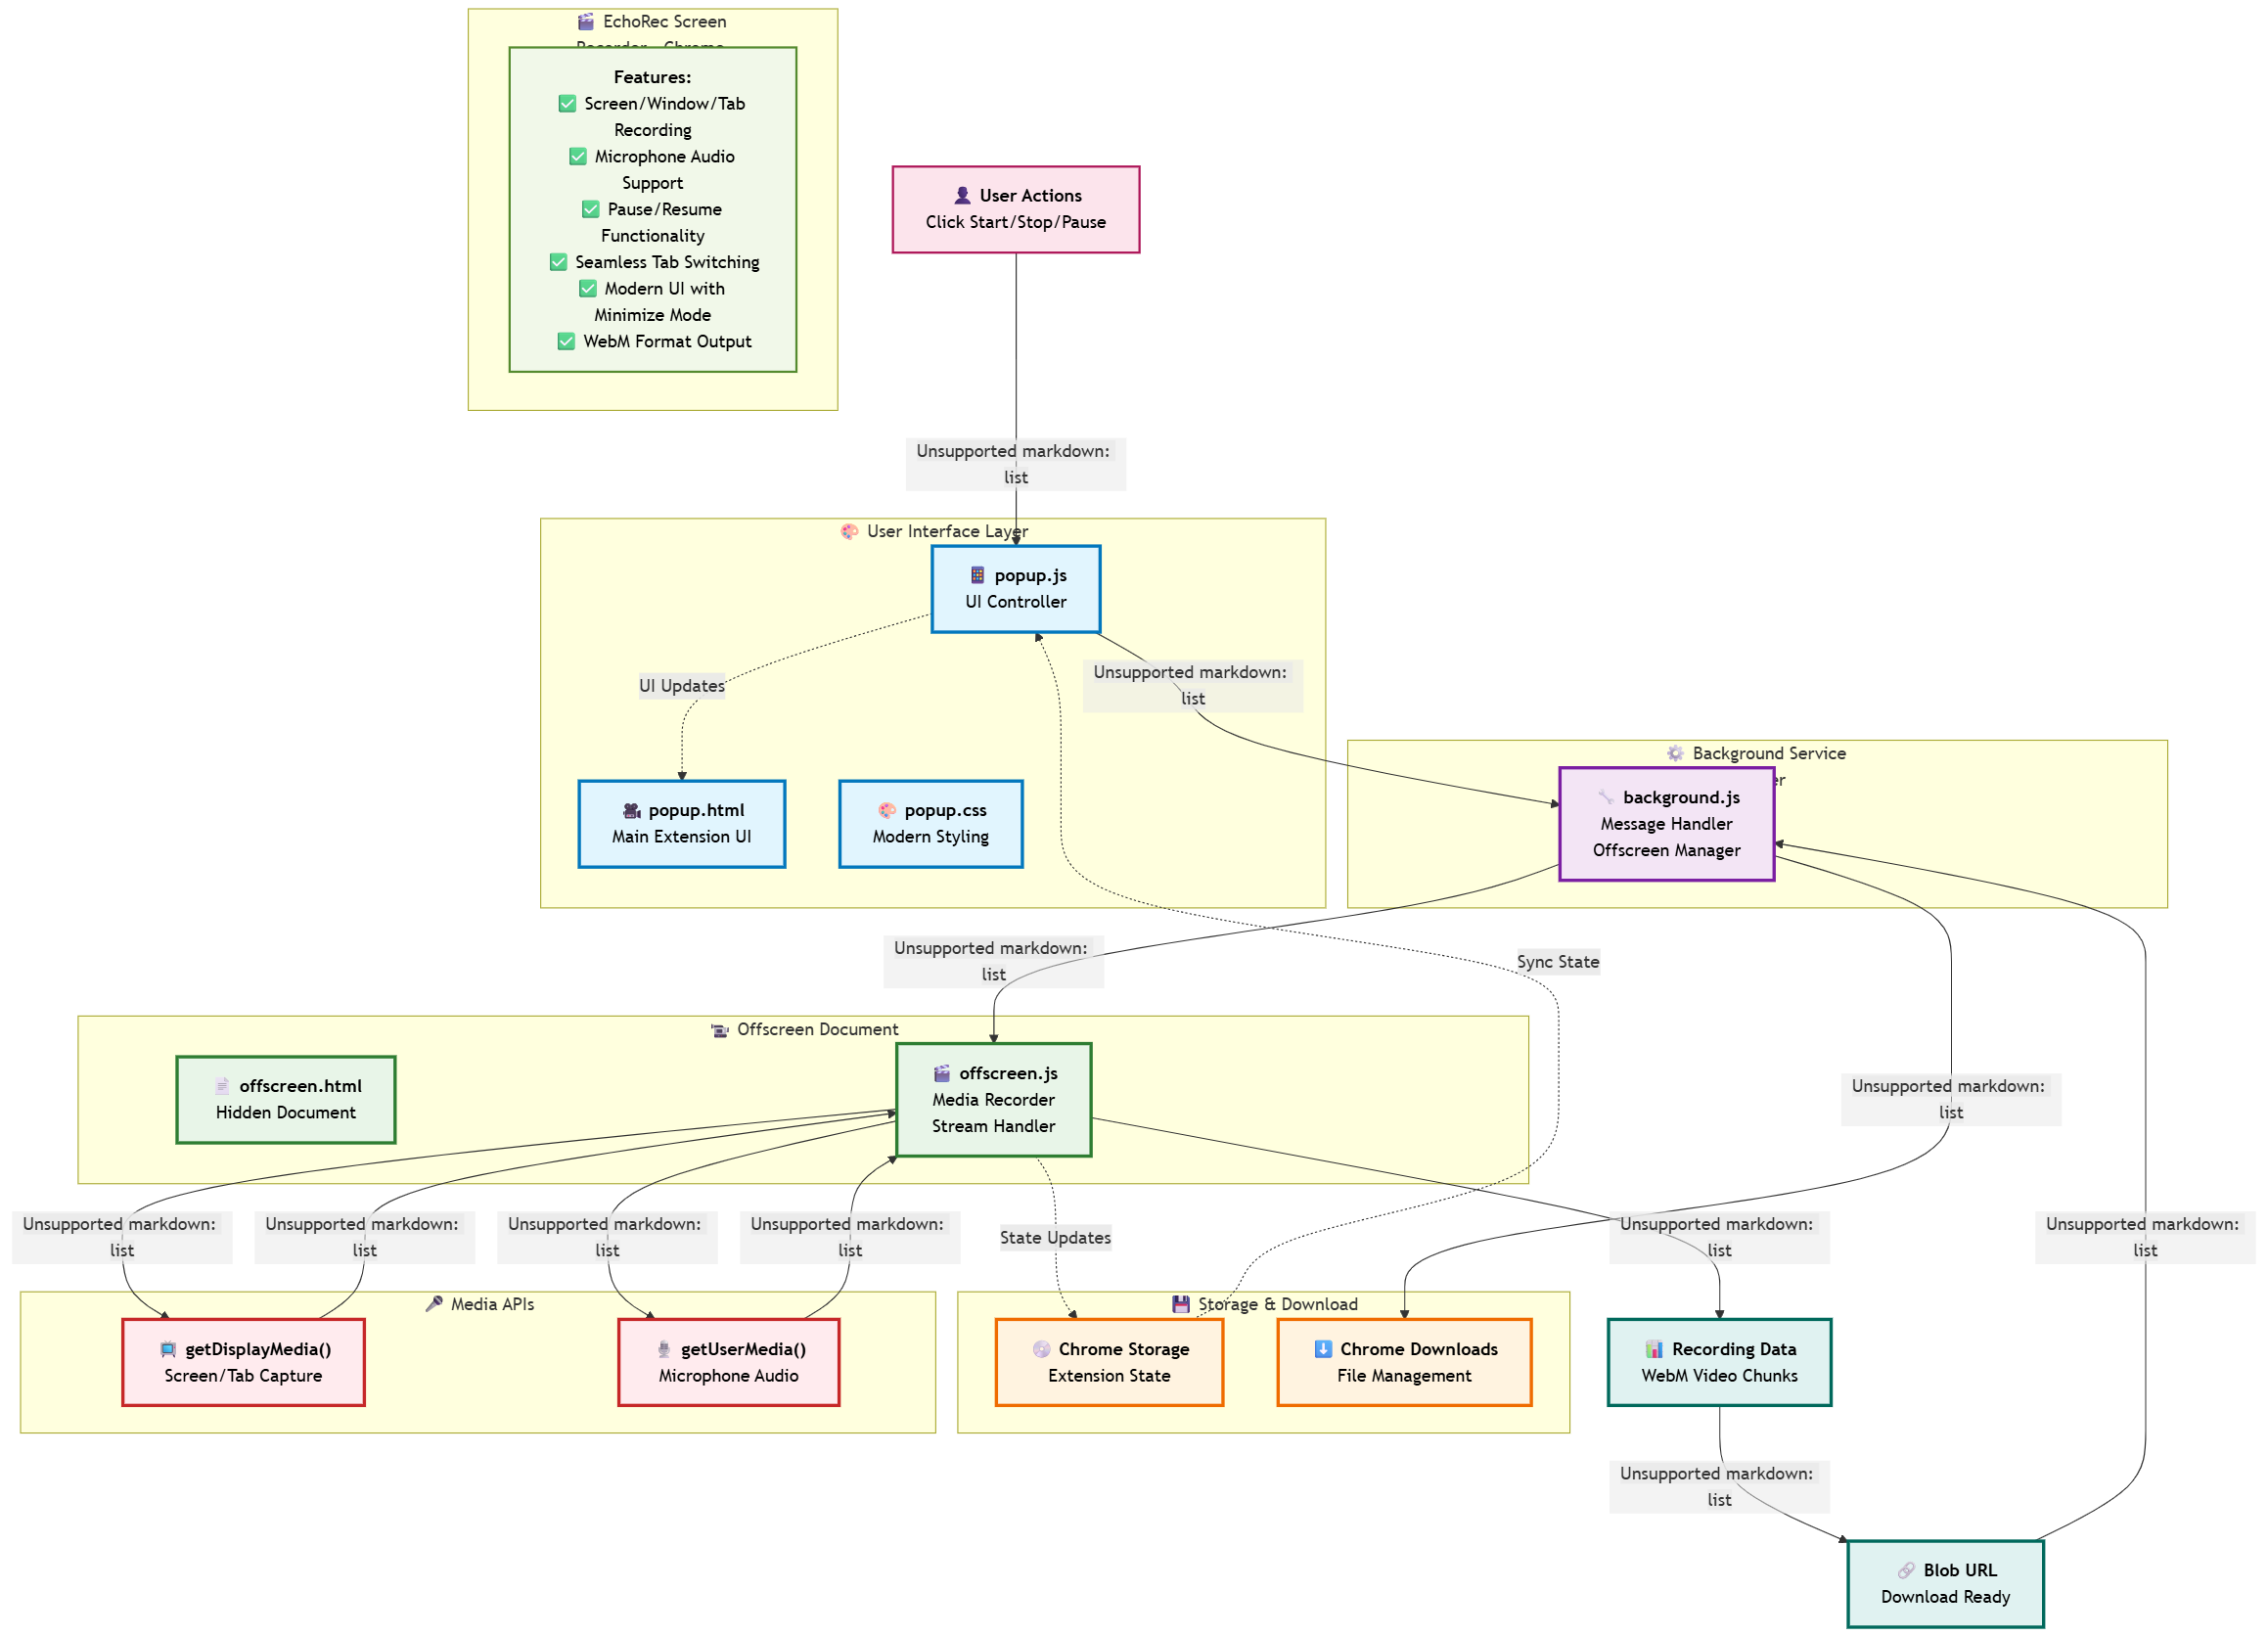 🎬 EchoRec Screen
Recorder - Chrome
Features:
✅ Screen/Window/Tab
Recording
✅ Microphone Audio
Support
✅ Pause/Resume
Functionality
✅ Seamless Tab Switching
✅ Modern UI with
Minimize Mode
✅ WebM Format Output
👤 User Actions
Click Start/Stop/Pause
Unsupported markdown:
list
🎨 User Interface Layer
📱 popup.js
UI Controller
UI Updates
Unsupported markdown:
list
🎥 popup.html
Main Extension UI
🎨 popup.css
Modern Styling
⚙️ Background Service
er
🔧 background.js
Message Handler
Offscreen Manager
Unsupported markdown:
list
Sync State
📹 Offscreen Document
📄 offscreen.html
Hidden Document
🎬 offscreen.js
Media Recorder
Stream Handler
Unsupported markdown:
list
Unsupported markdown:
list
Unsupported markdown:
list
Unsupported markdown:
list
Unsupported markdown:
list
State Updates
Unsupported markdown:
list
Unsupported markdown:
list
🎤 Media APIs
📺 getDisplayMedia()
Screen/Tab Capture
🎙️ getUserMedia()
Microphone Audio
💾 Storage & Download
💿 Chrome Storage
Extension State
⬇️ Chrome Downloads
File Management
📊 Recording Data
WebM Video Chunks
Unsupported markdown:
list
🔗 Blob URL
Download Ready